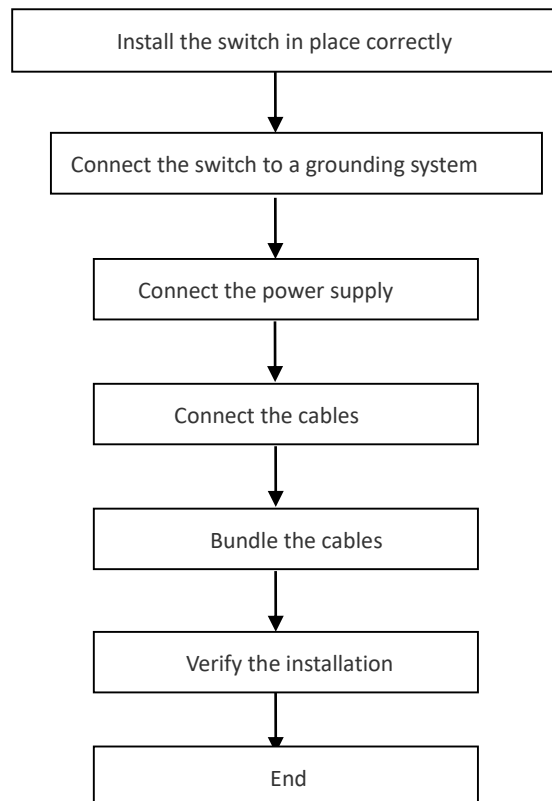 Install the switch in place correctly
Connect the switch to a grounding system
Connect the power supply
Connect the cables
Bundle the cables
Verify the installation
End